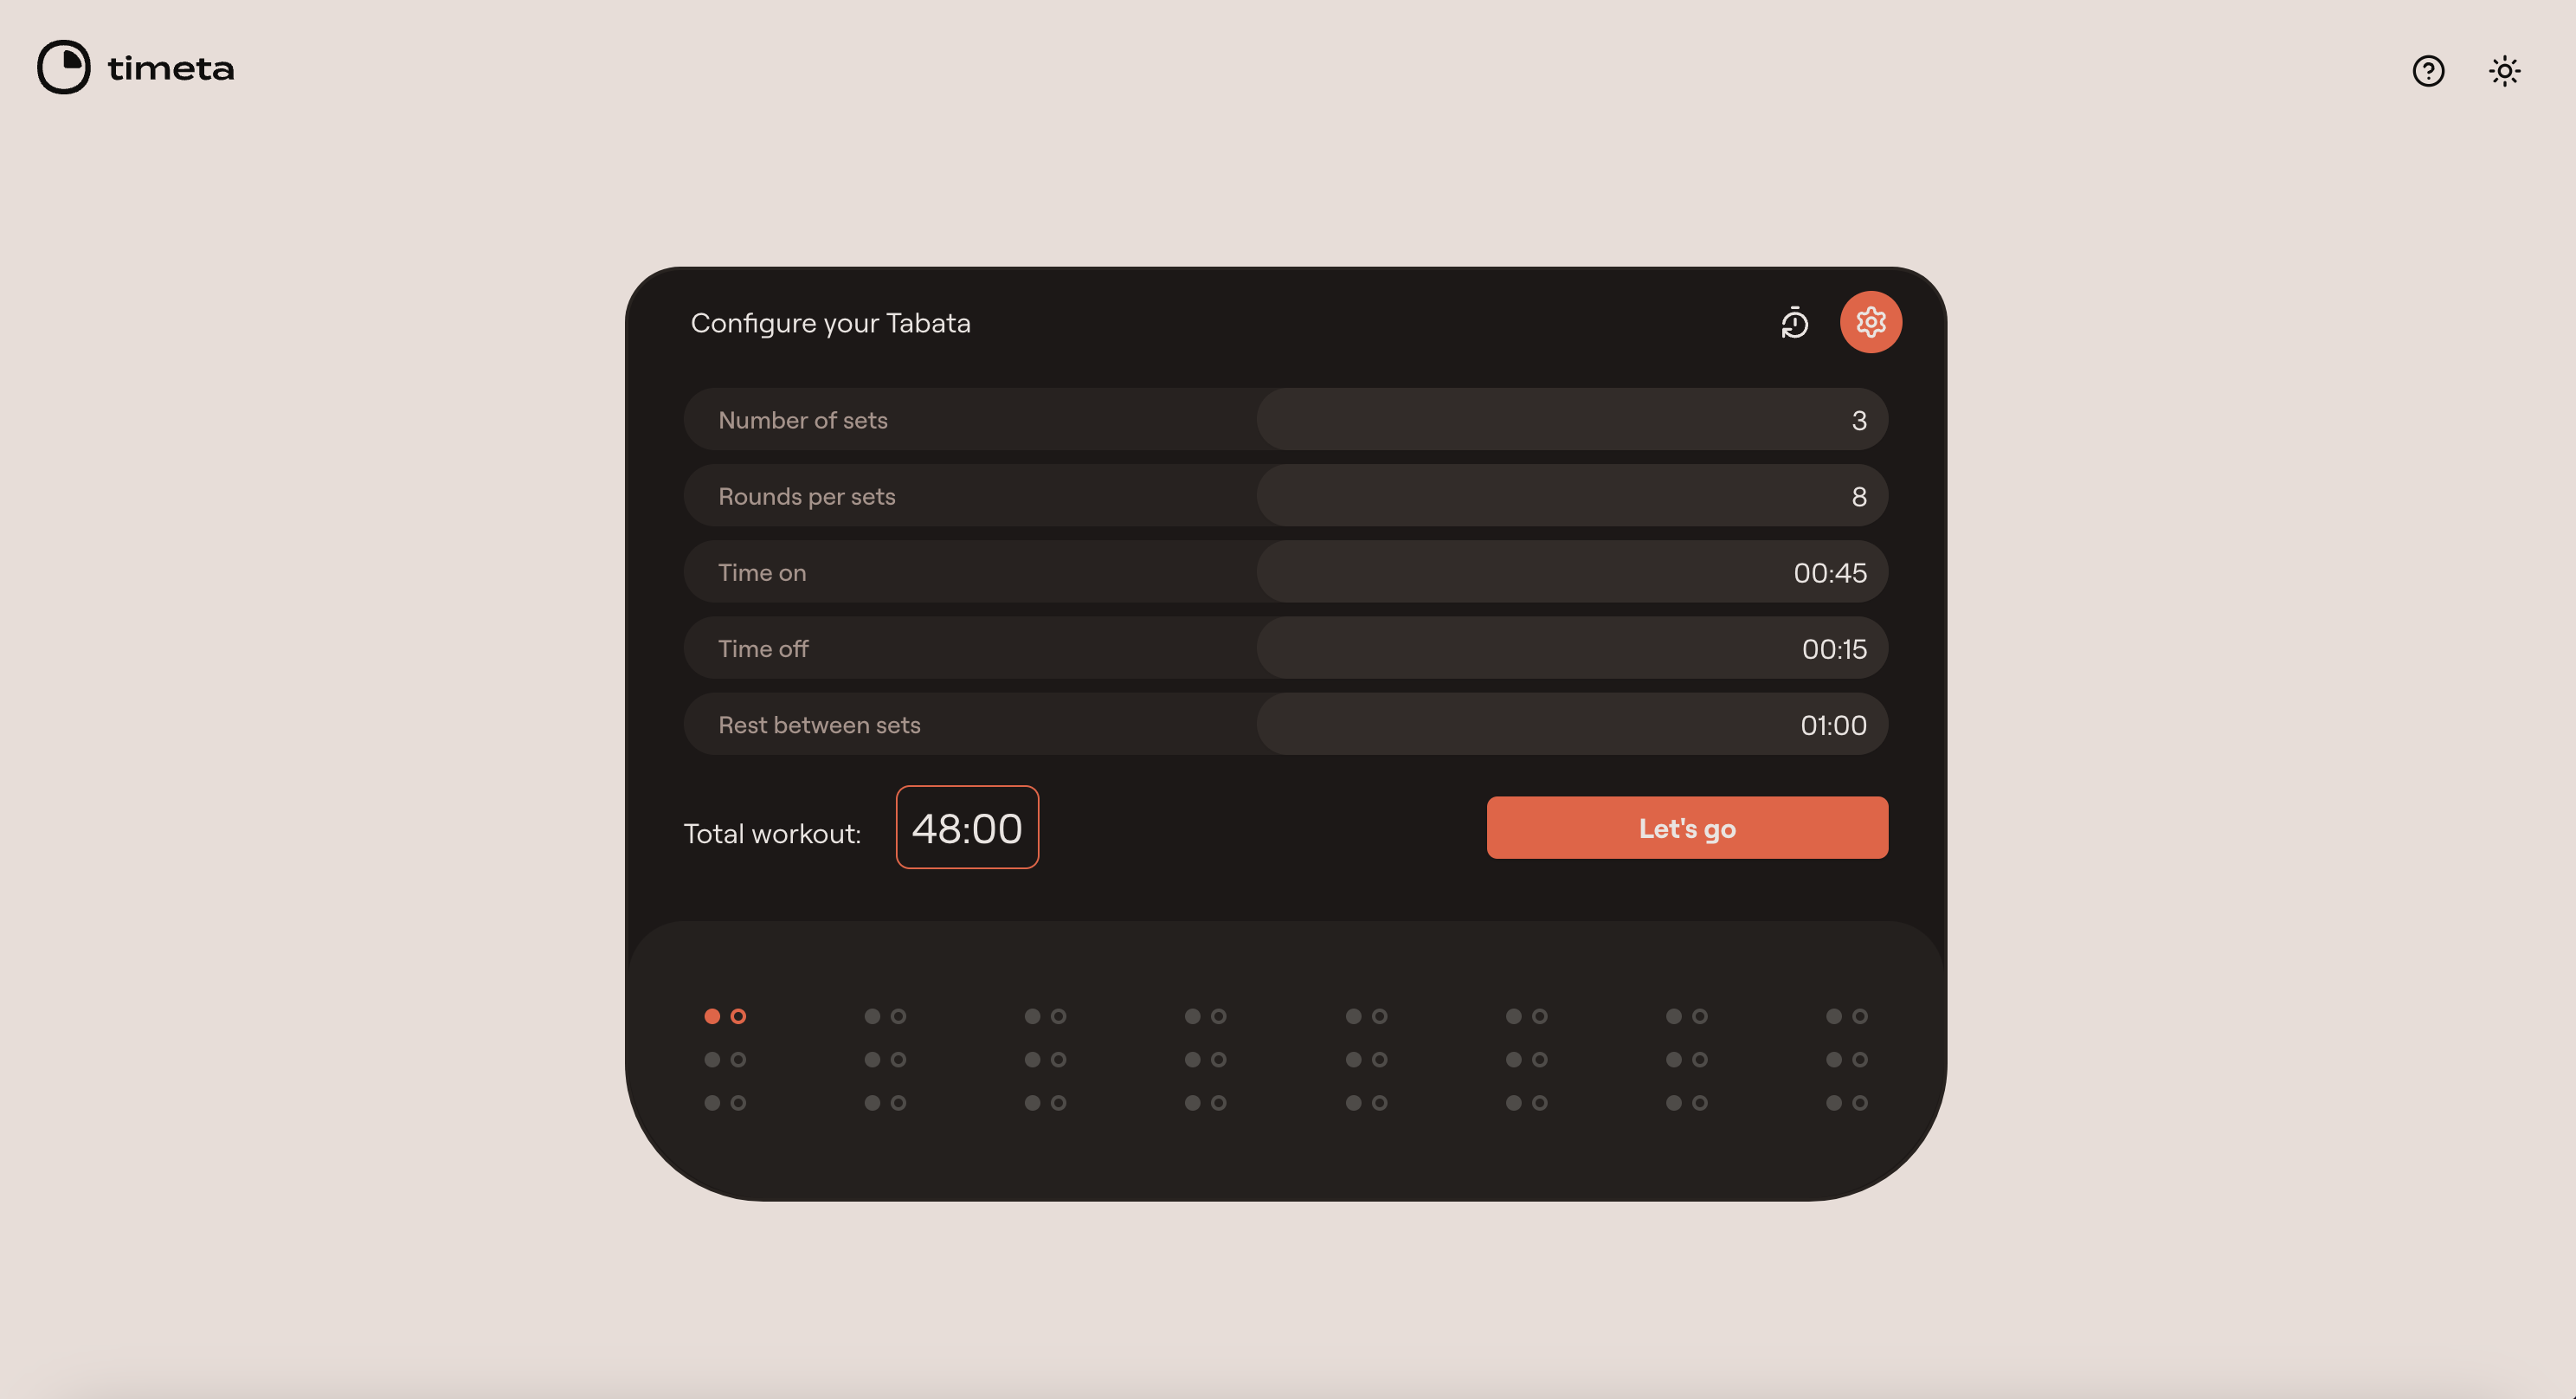 timeta
Configure your Tabata
Number of sets 3
Rounds per sets 8
Time on 00:45
Time off 00:15
Rest between sets 01:00
Total workout: 48:00 Let's go